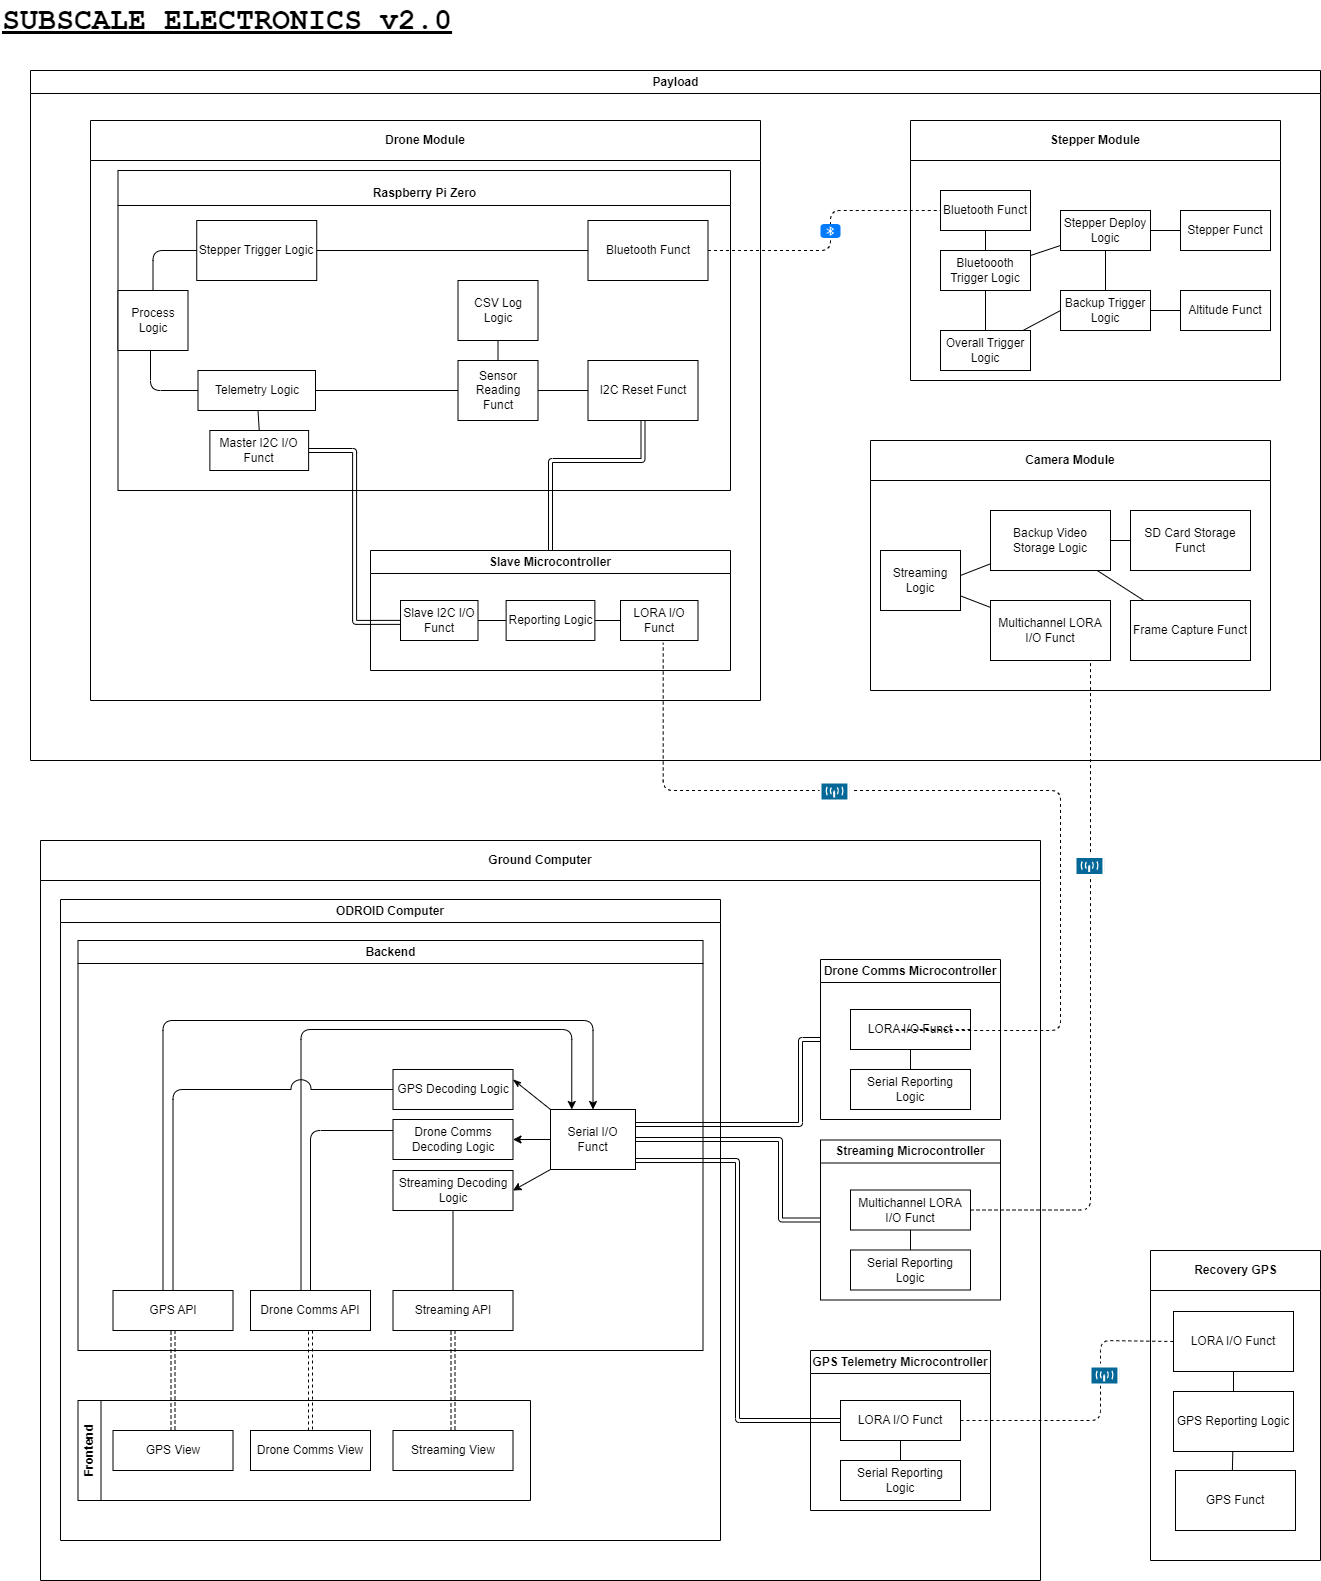 SUBSCALE ELECTRONICS v2.0
Payload
Drone Module
Raspberry Pi Zero
Stepper Trigger Logic
Bluetooth Funct
Process
Logic
CSV Log
Logic
Telemetry Logic
Sensor
Reading
Funct
I2C Reset Funct
Master I2C I/O
Funct
Slave Microcontroller
Slave I2C I/O
Funct
Reporting Logic
LORA I/O
Funct
Stepper Module
Bluetooth Funct
Stepper Deploy
Logic
Stepper Funct
Bluetoooth
Trigger Logic
Backup Trigger
Logic
Altitude Funct
Overall Trigger
Logic
Camera Module
Streaming
Logic
Backup Video
Storage Logic
SD Card Storage
Funct
Multichannel LORA
I/O Funct
Frame Capture Funct
Ground Computer
ODROID Computer
Backend
GPS Decoding Logic
Drone Comms
Decoding Logic
Streaming Decoding
Logic
Serial I/O
Funct
GPS API
Drone Comms API
Streaming API
Frontend
GPS View
Drone Comms View
Streaming View
Drone Comms Microcontroller
LORA I/O Funct
Serial Reporting
Logic
Streaming Microcontroller
Multichannel LORA
I/O Funct
Serial Reporting
Logic
GPS Telemetry Microcontroller
LORA I/O Funct
Serial Reporting
Logic
Recovery GPS
LORA I/O Funct
GPS Reporting Logic
GPS Funct